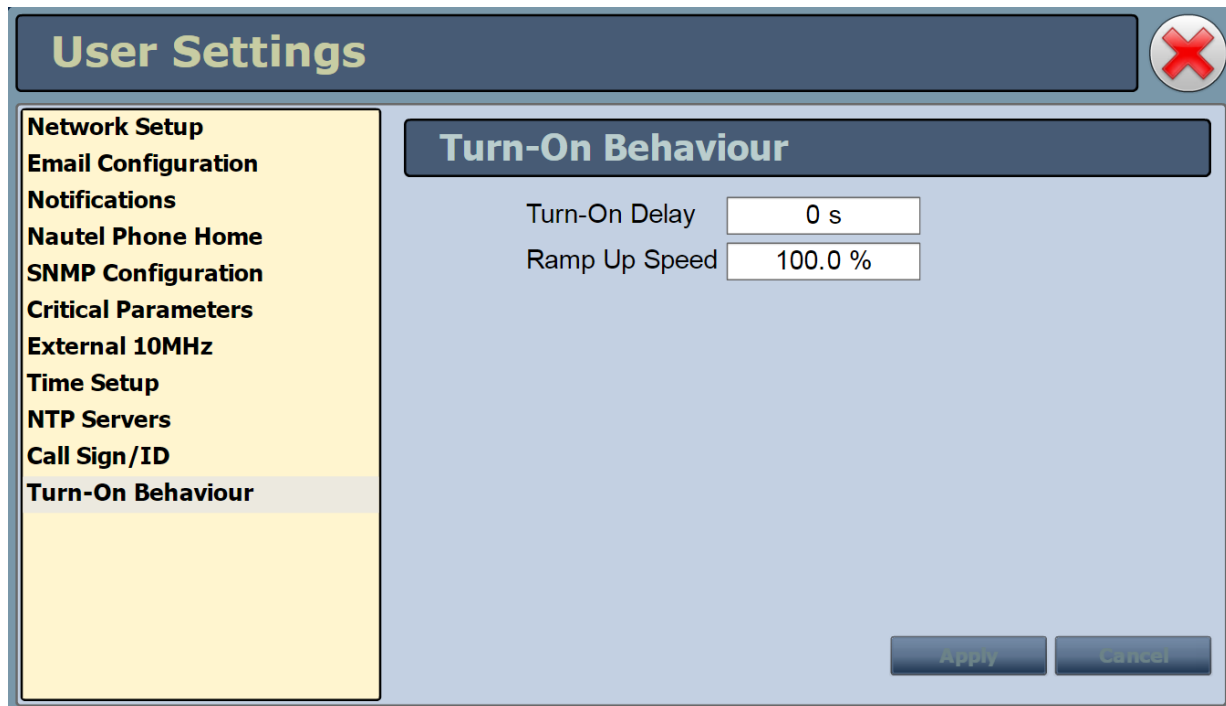 User Settings
Network Setup
Email Configuration
Notifications
Nautel Phone Home
SNMP Configuration
Critical Parameters
External 10MHz
Time Setup
NTP Servers
Call Sign/ID
Turn-On Behaviour
Turn-On Behaviour
Turn-On Delay 0 s
Ramp Up Speed 100.0 %
Apply Cancel